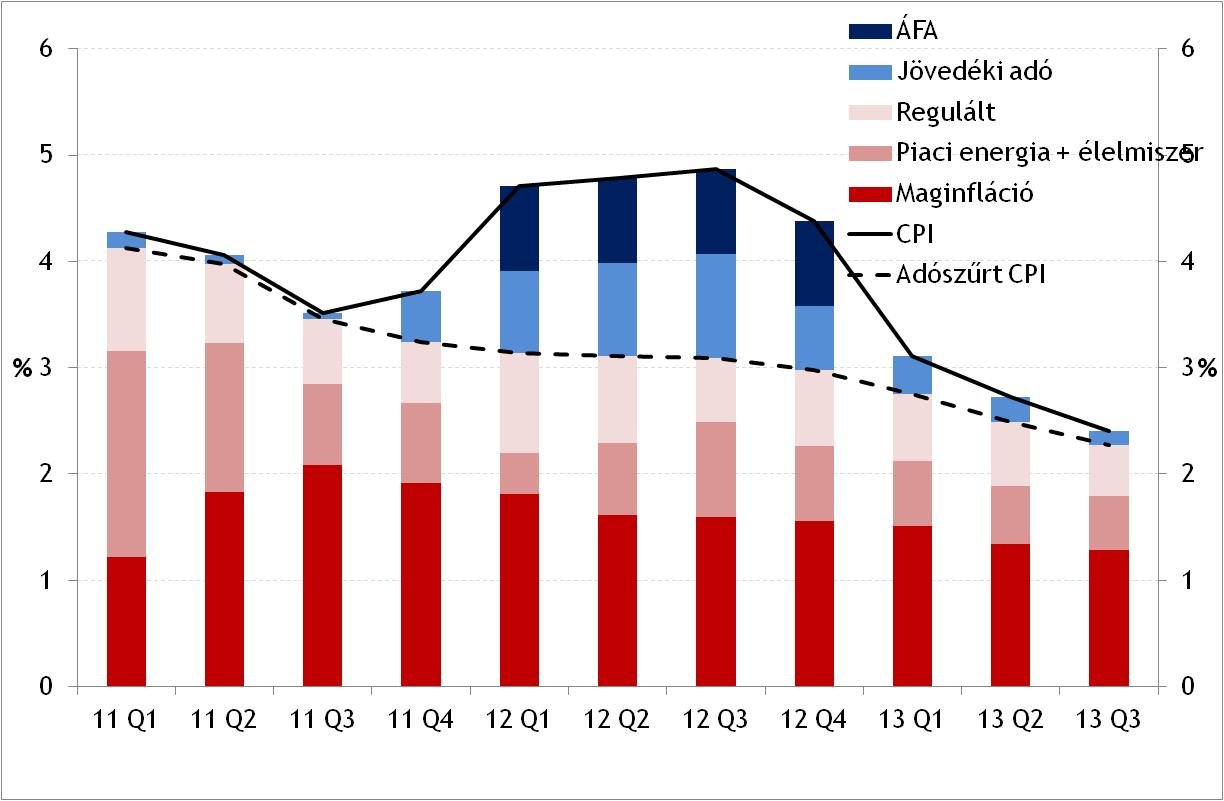 ÁFA
Jövedéki adó
Regulált
Piaci energia + élelmiszer
Maginfláció
CPI
Adószűrt CPI
6
5
4
3
2
1
0
%
6
5
4
3
2
1
0
%
11 Q1 11 Q2 11 Q3 11 Q4 12 Q1 12 Q2 12 Q3 12 Q4 13 Q1 13 Q2 13 Q3